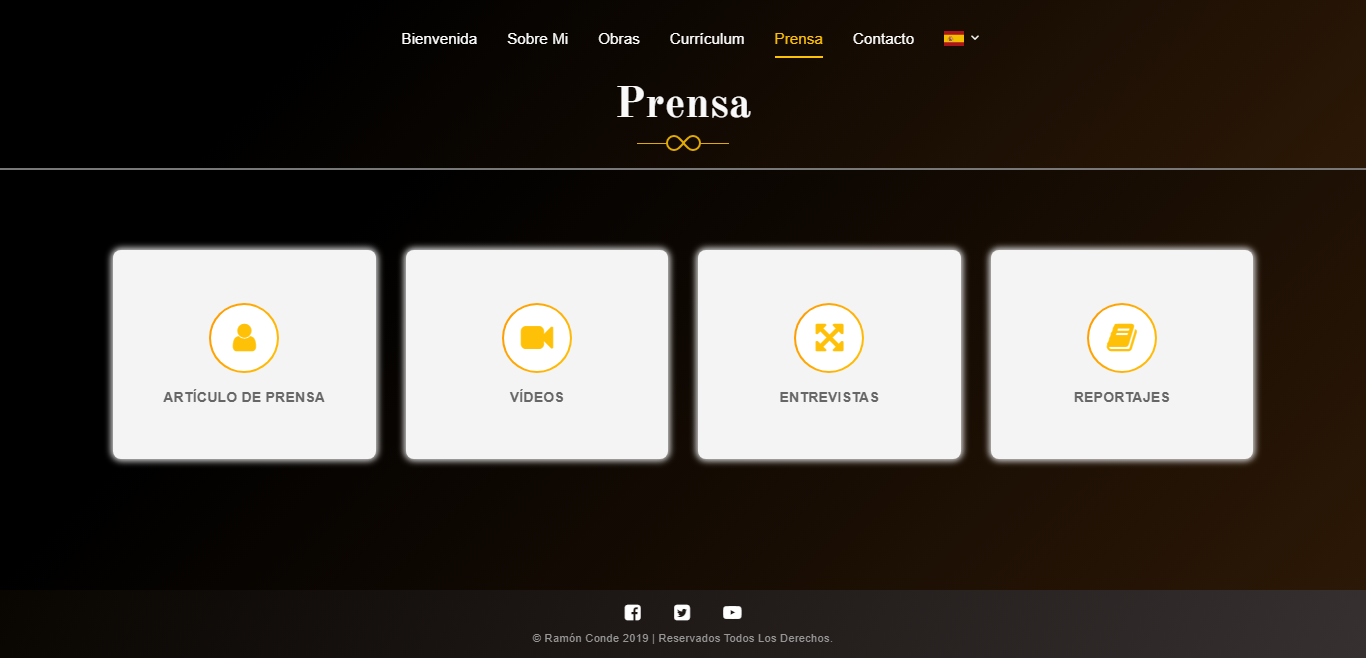 Bienvenida Sobre Mi Obras Currículum Prensa Contacto
Prensa
ARTÍCULO DE PRENSA VÍDEOS ENTREVISTAS REPORTAJES
© Ramón Conde 2019 | Reservados Todos Los Derechos.